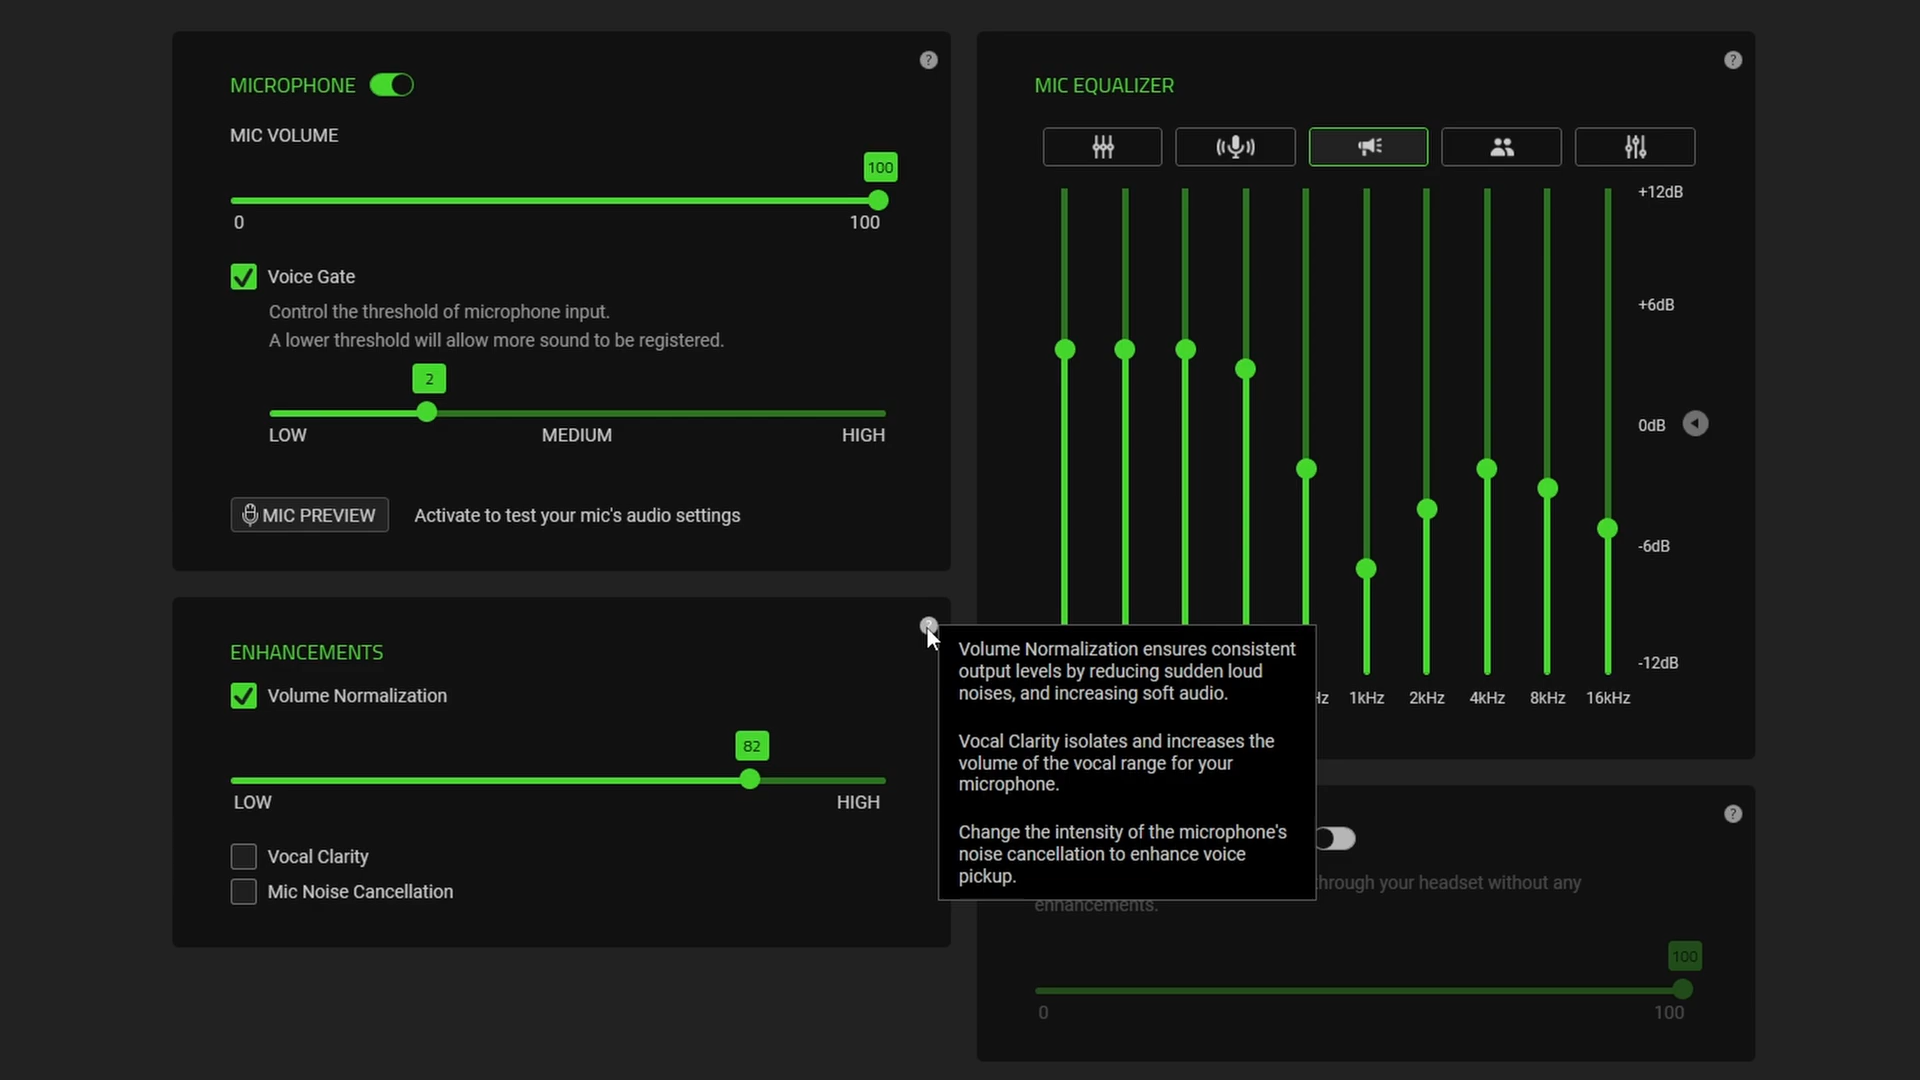 MICROPHONE
?
MIC VOLUME
100
0
100
Voice Gate
Control the threshold of microphone input.
A lower threshold will allow more sound to be registered.
2
LOW
MEDIUM
HIGH
MIC PREVIEW
Activate to test your mic's audio settings
ENHANCEMENTS
?
Volume Normalization
82
LOW
HIGH
Vocal Clarity
Mic Noise Cancellation
MIC EQUALIZER
?
+12dB
+6dB
0dB
-6dB
-12dB
Hz
1kHz
2kHz
4kHz
8kHz
16kHz
Volume Normalization ensures consistent
output levels by reducing sudden loud
noises, and increasing soft audio.
Vocal Clarity isolates and increases the
volume of the vocal range for your
microphone.
Change the intensity of the microphone's
noise cancellation to enhance voice
pickup.
?
through your headset without any
enhancements.
100
0
100